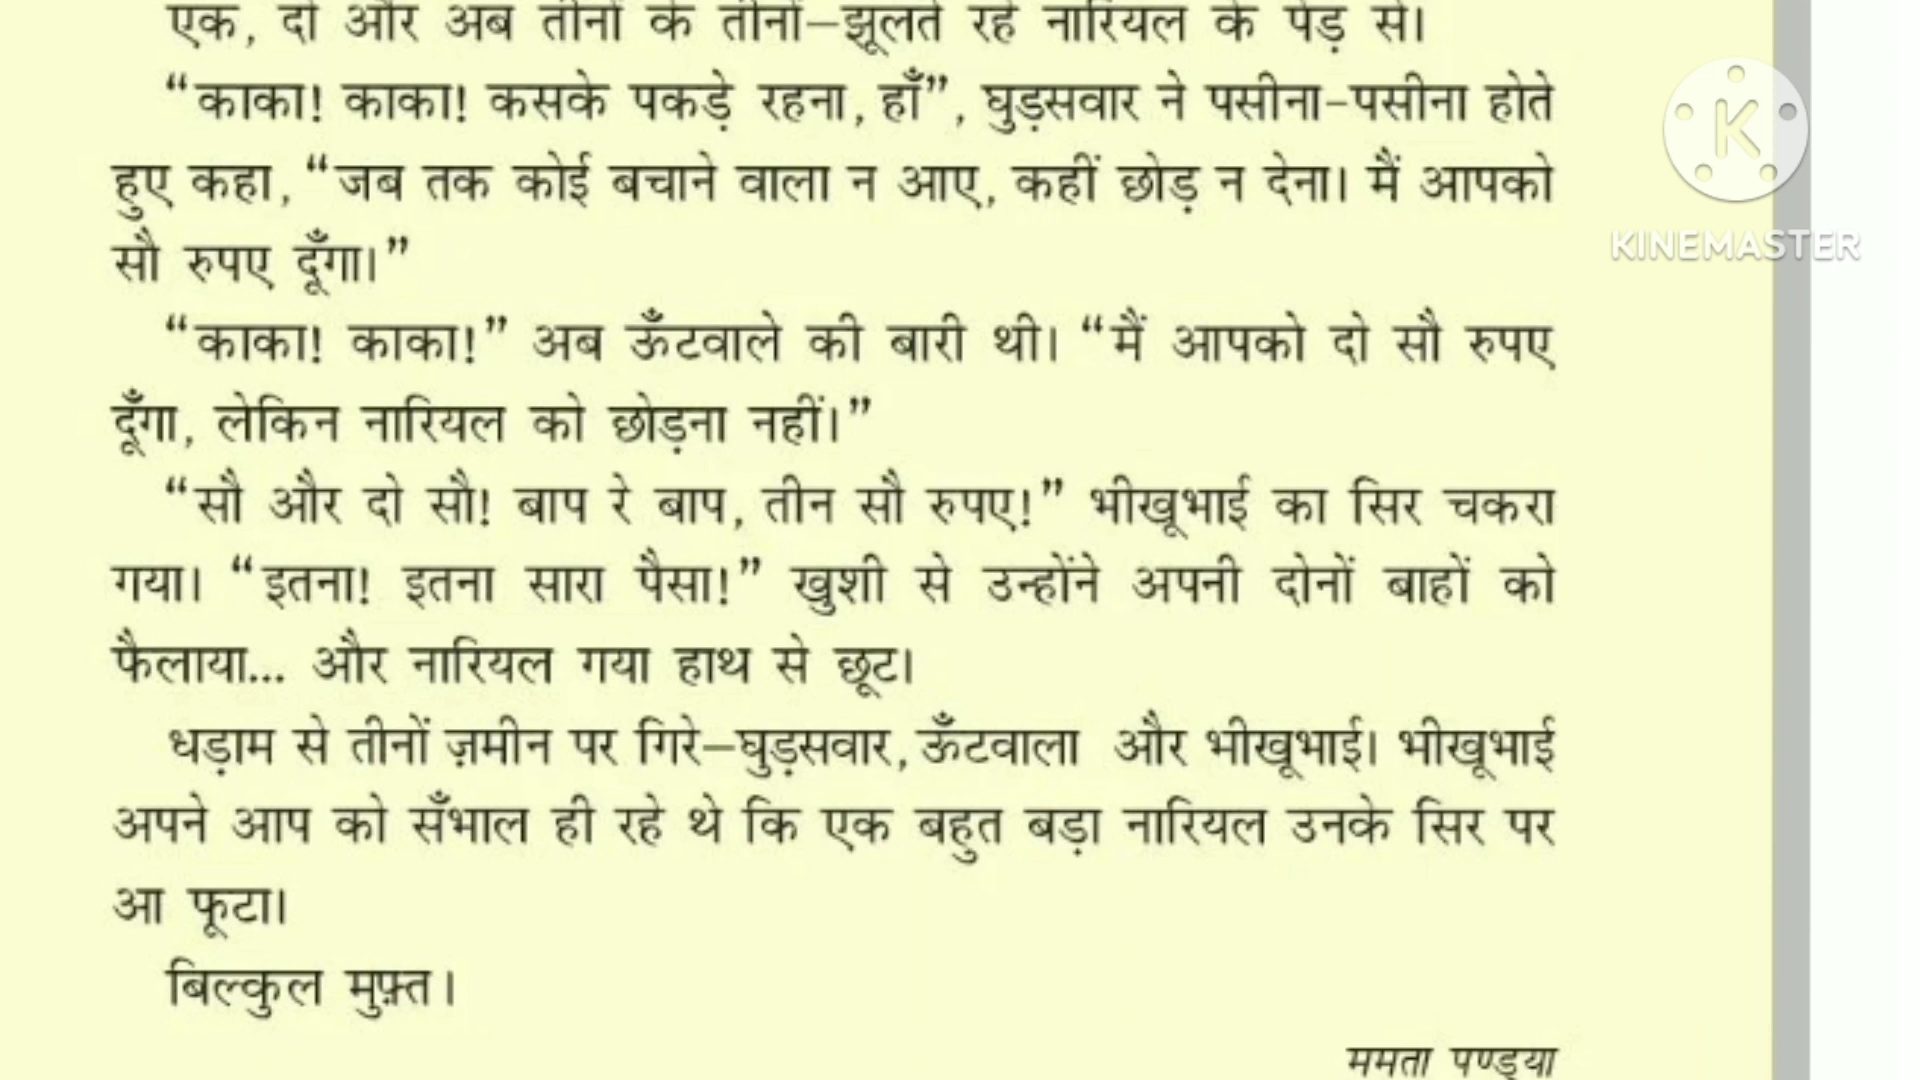 एक, दो और अब तीनों के तीनों–झूलते रहे नारियल के पेड़ से।
“काका! काका! कसके पकड़े रहना, हाँ”, घुड़सवार ने पसीना-पसीना होते
हुए कहा, “जब तक कोई बचाने वाला न आए, कहीं छोड़ न देना। मैं आपको
सौ रुपए दूँगा।”
“काका! काका!” अब ऊँटवाले की बारी थी। “मैं आपको दो सौ रुपए
दूँगा, लेकिन नारियल को छोड़ना नहीं।”
“सौ और दो सौ! बाप रे बाप, तीन सौ रुपए!” भीखूभाई का सिर चकरा
गया। “इतना! इतना सारा पैसा!” खुशी से उन्होंने अपनी दोनों बाहों को
फैलाया... और नारियल गया हाथ से छूट।
धड़ाम से तीनों ज़मीन पर गिरे–घुड़सवार, ऊँटवाला और भीखूभाई। भीखूभाई
अपने आप को सँभाल ही रहे थे कि एक बहुत बड़ा नारियल उनके सिर पर
आ फूटा।
बिल्कुल मुफ़्त।
ममता पण्ड्या
K
KINEMASTER